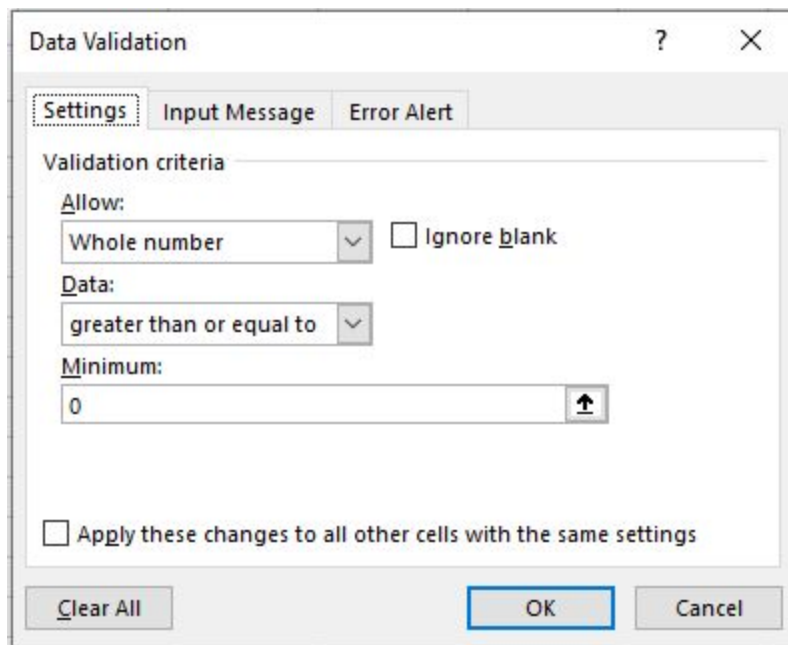 Data Validation ? X
Settings Input Message Error Alert
Validation criteria
Allow:
Whole number Ignore blank
Data:
greater than or equal to
Minimum:
0
Apply these changes to all other cells with the same settings
Clear All OK Cancel